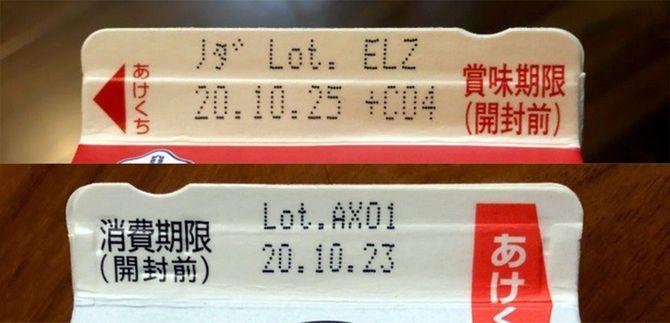 あけくち
ノダ Lot. ELZ
20.10.25 +C04
賞味期限
(開封前)
消費期限
(開封前)
Lot.AX01
20.10.23
あけく